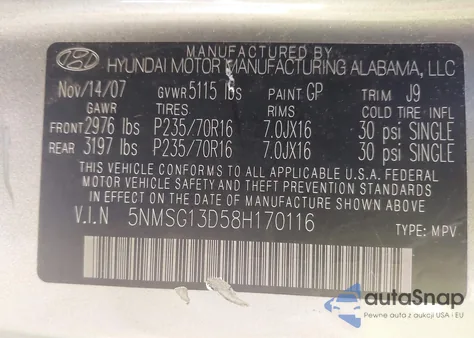 MANUFACTURED BY
HYUNDAI MOTOR MANUFACTURING ALABAMA, LLC
Nov/14/07 GVWR 5115 lbs PAINT GP TRIM J9
GAWR TIRES RIMS COLD TIRE INFL
FRONT 2976 lbs P235/70R16 7.0JX16 30 psi SINGLE
REAR 3197 lbs P235/70R16 7.0JX16 30 psi SINGLE
THIS VEHICLE CONFORMS TO ALL APPLICABLE U.S.A. FEDERAL
MOTOR VEHICLE SAFETY AND THEFT PREVENTION STANDARDS
IN EFFECT ON THE DATE OF MANUFACTURE SHOWN ABOVE.
V.I.N 5NMSG13D58H170116 TYPE: MPV
autoSnap
Pewne auta z USA i EU